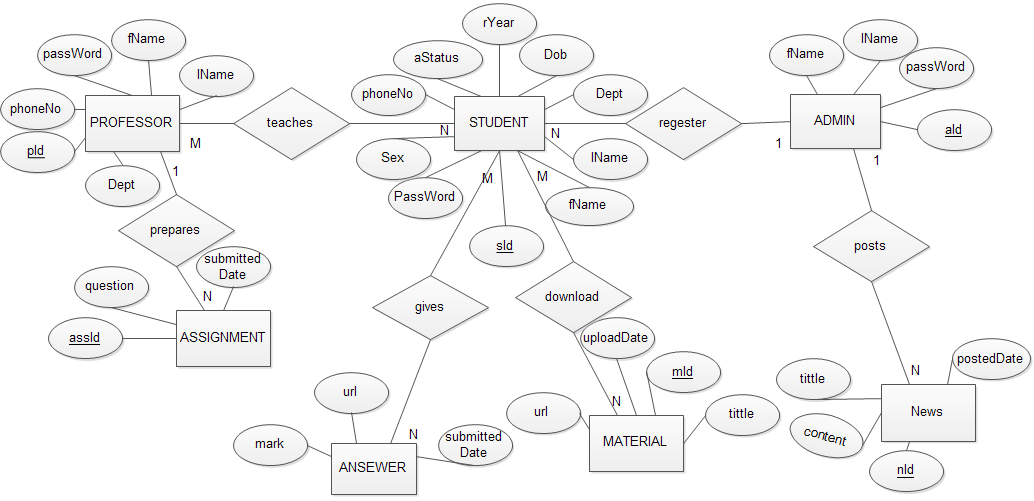 rYear
fName
lName
fName
passWord
aStatus
Dob
lName
passWord
phoneNo
phoneNo
Dept
PROFESSOR
teaches
STUDENT
regester
ADMIN
aId
M
N
N
1
1
pId
Sex
lName
1
M
M
Dept
PassWord
fName
prepares
sId
posts
submitted
Date
question
N
gives
download
assId
ASSIGNMENT
uploadDate
postedDate
mId
N
tittle
url
N
url
tittle
News
N
content
mark
submitted
Date
MATERIAL
ANSEWER
nId